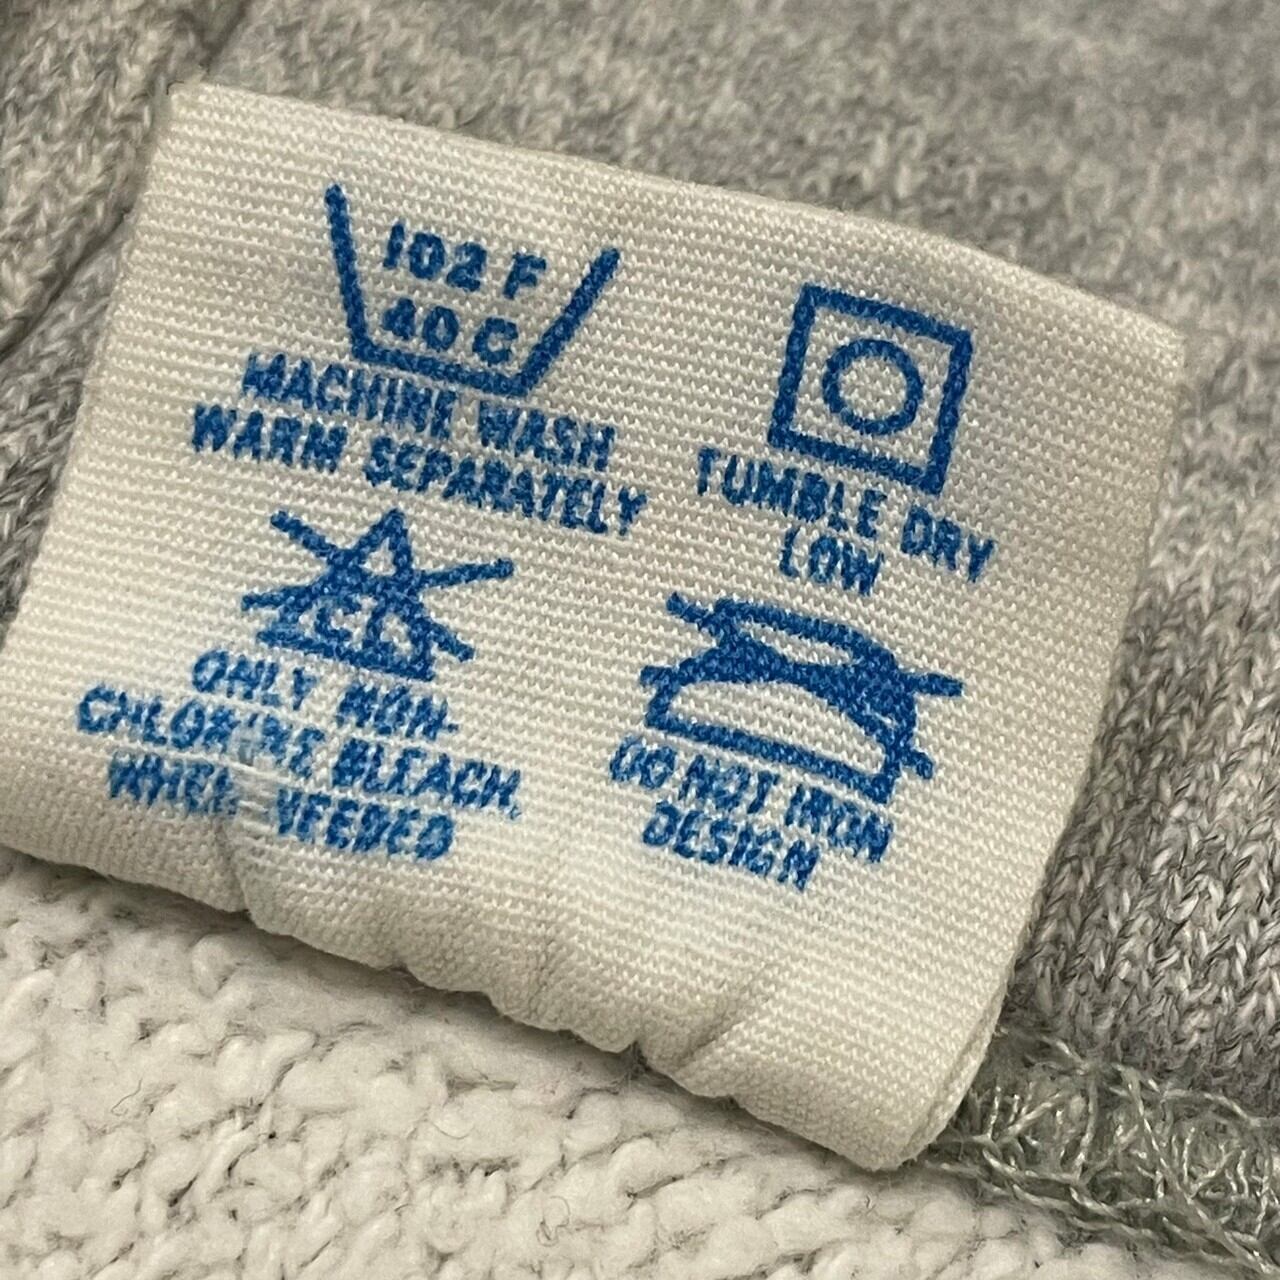 102 F
40 C
MACHINE WASH
WARM SEPARATELY
TUMBLE DRY
LOW
CL
ONLY NON-
CHLORINE BLEACH,
WHEN NEEDED
DO NOT IRON
DESIGN